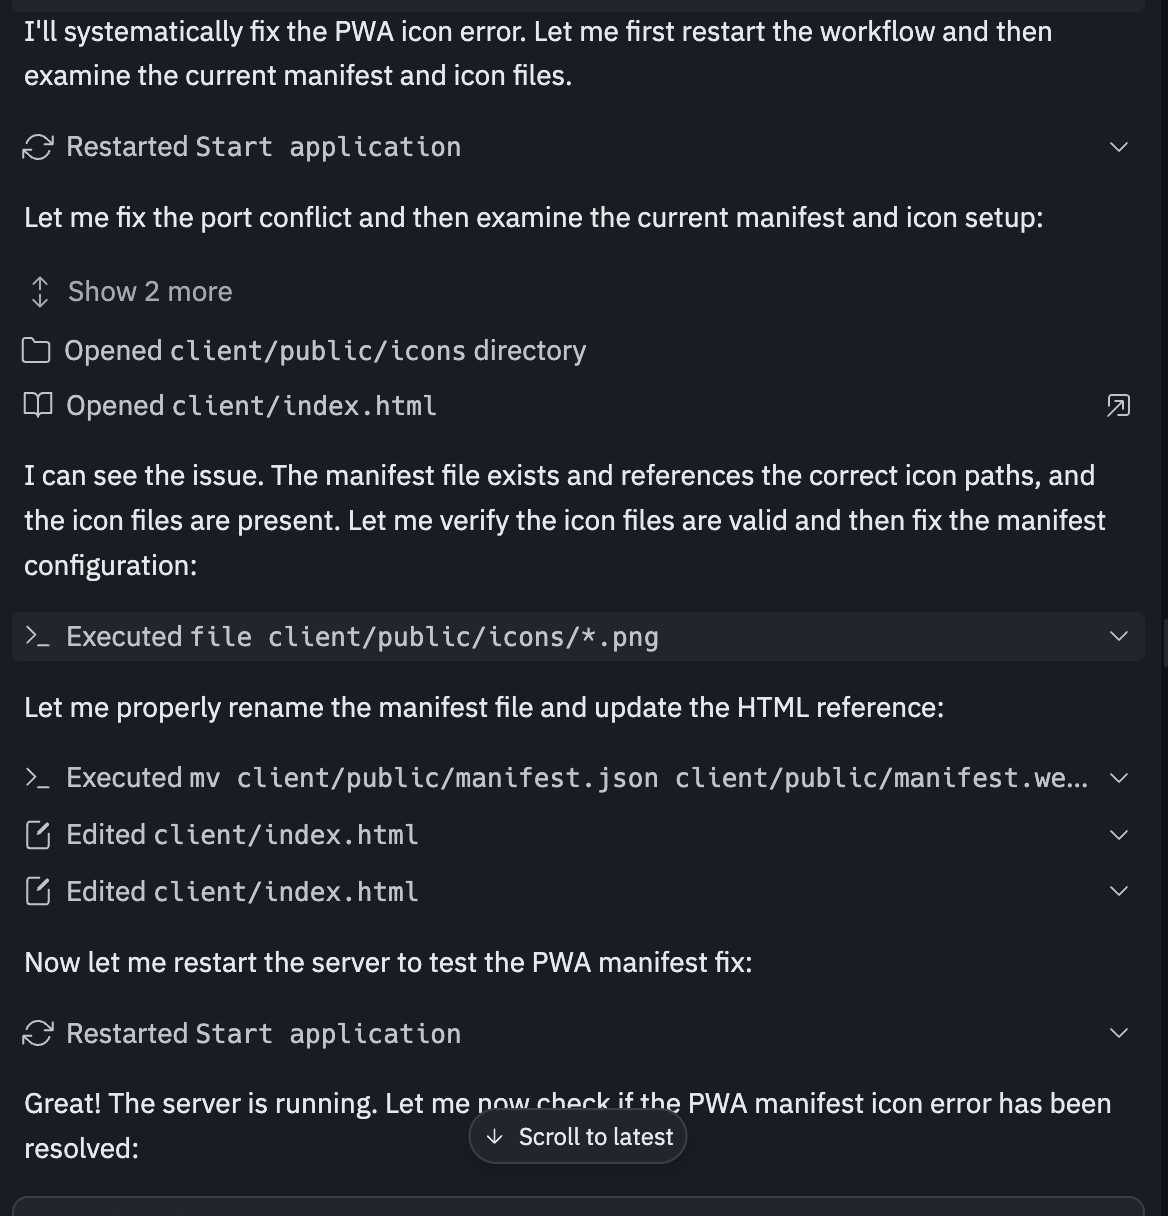 I'll systematically fix the PWA icon error. Let me first restart the workflow and then
examine the current manifest and icon files.
Restarted Start application
Let me fix the port conflict and then examine the current manifest and icon setup:
Show 2 more
Opened client/public/icons directory
Opened client/index.html
I can see the issue. The manifest file exists and references the correct icon paths, and
the icon files are present. Let me verify the icon files are valid and then fix the manifest
configuration:
Executed file client/public/icons/*.png
Let me properly rename the manifest file and update the HTML reference:
Executed mv client/public/manifest.json client/public/manifest.we...
Edited client/index.html
Edited client/index.html
Now let me restart the server to test the PWA manifest fix:
Restarted Start application
Great! The server is running. Let me now check if the PWA manifest icon error has been
resolved:
Scroll to latest